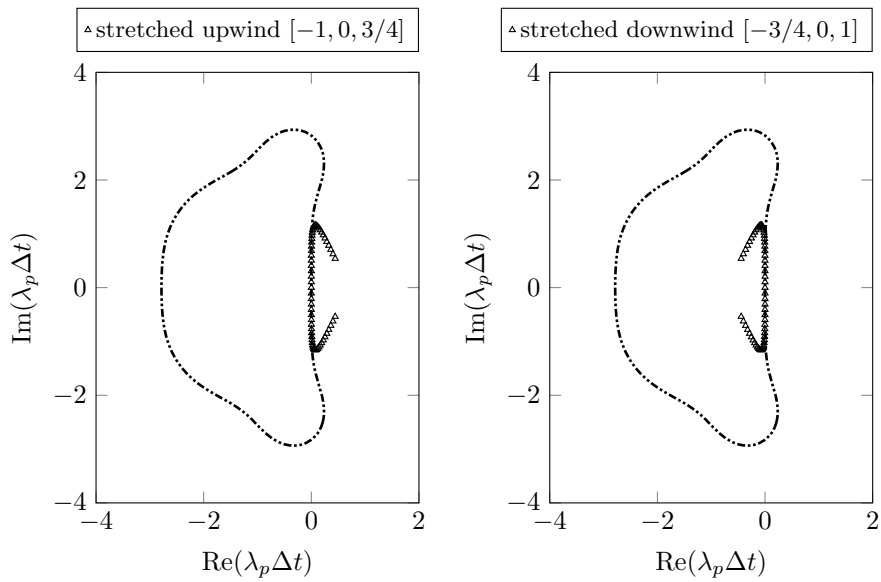 ▵ stretched upwind [−1, 0, 3/4]
4
2
0
−2
−4
−4 −2 0 2
Re(λₚΔt)
Im(λₚΔt)
▵ stretched downwind [−3/4, 0, 1]
4
2
0
−2
−4
−4 −2 0 2
Re(λₚΔt)
Im(λₚΔt)